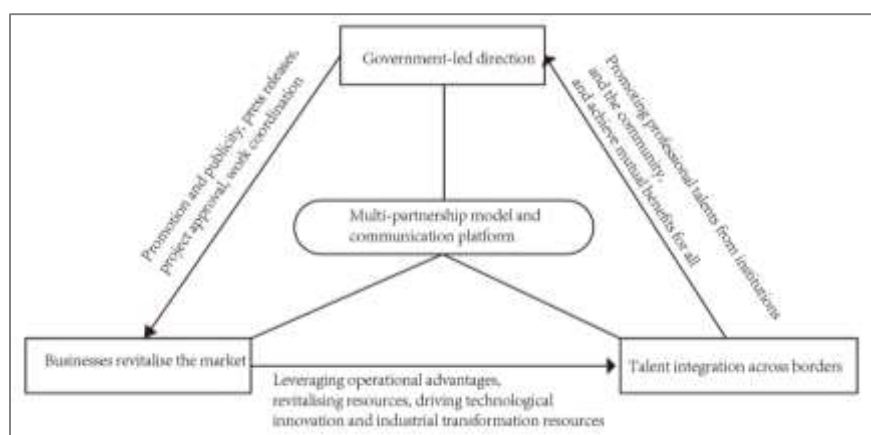 Government-led direction
Promotion and publicity, press releases,
project approval, work coordination
Promoting professional talents from institutions
and the community-
and achieve mutual benefits for all
Multi-partnership model and
communication platform
Businesses revitalise the market
Talent integration across borders
Leveraging operational advantages,
revitalising resources, driving technological
innovation and industrial transformation resources